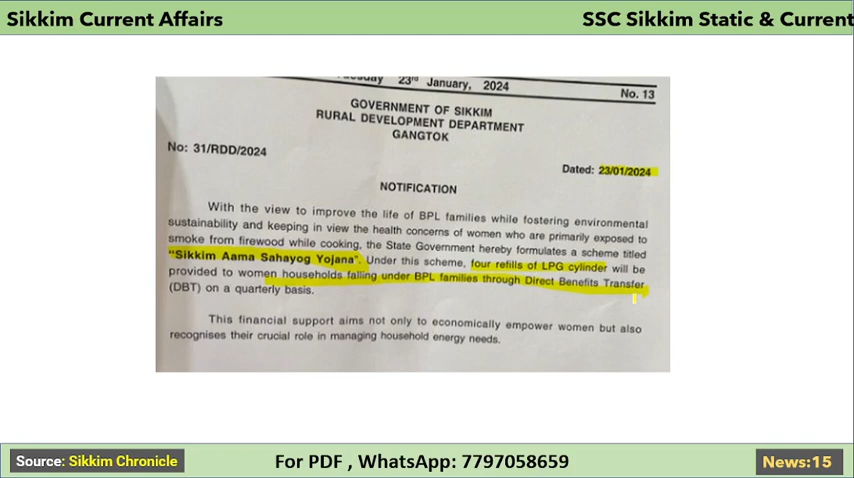 Sikkim Current Affairs
SSC Sikkim Static & Current
Tuesday 23rd January, 2024
No. 13
GOVERNMENT OF SIKKIM
RURAL DEVELOPMENT DEPARTMENT
GANGTOK
No: 31/RDD/2024
Dated: 23/01/2024
NOTIFICATION
With the view to improve the life of BPL families while fostering environmental
sustainability and keeping in view the health concerns of women who are primarily exposed to
smoke from firewood while cooking, the State Government hereby formulates a scheme titled
"Sikkim Aama Sahayog Yojana". Under this scheme, four refills of LPG cylinder will be
provided to women households falling under BPL families through Direct Benefits Transfer
(DBT) on a quarterly basis.
This financial support aims not only to economically empower women but also
recognises their crucial role in managing household energy needs.
Source: Sikkim Chronicle
For PDF , WhatsApp: 7797058659
News:15